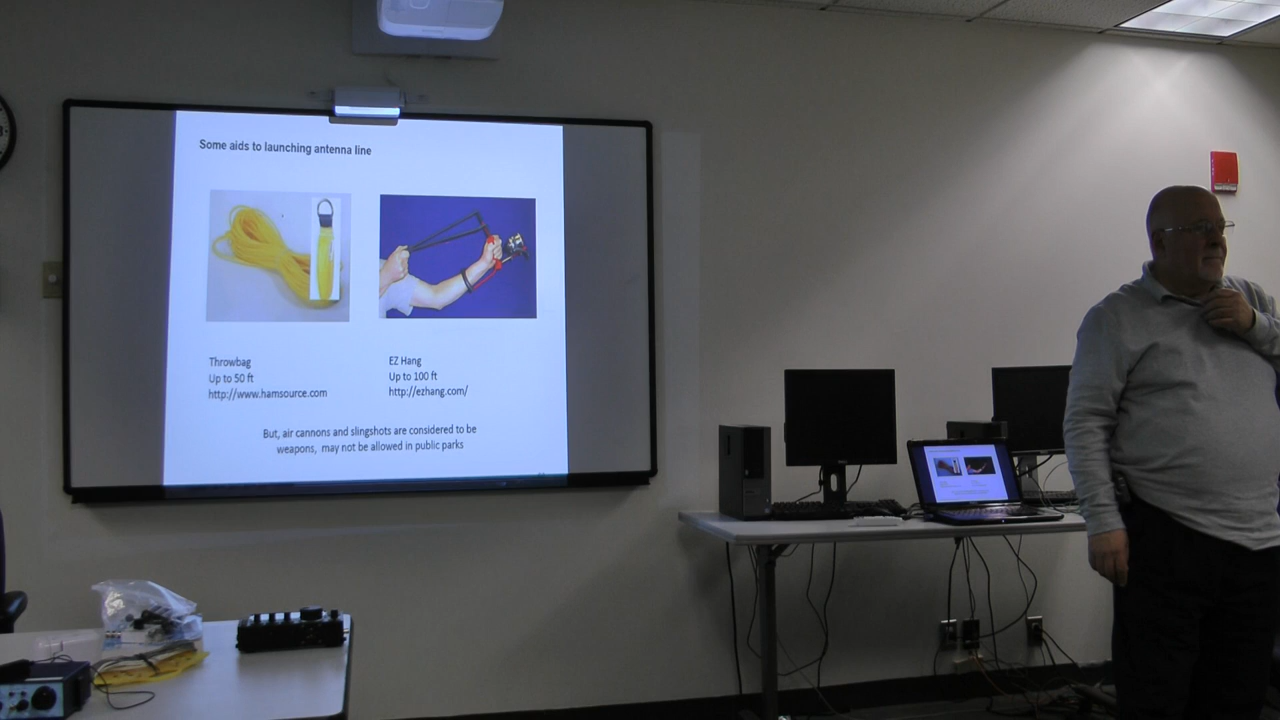 Some aids to launching antenna line
Throwbag
Up to 50 ft
http://www.hamsource.com
EZ Hang
Up to 100 ft
http://ezhang.com/
But, air cannons and slingshots are considered to be
weapons, may not be allowed in public parks